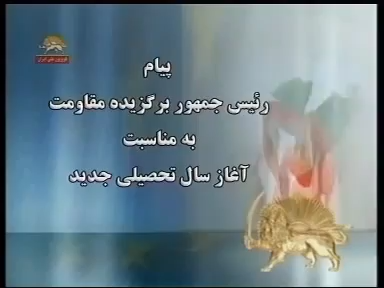 پیام
رئیس جمهور برگزیده مقاومت
به مناسبت
آغاز سال تحصیلی جدید